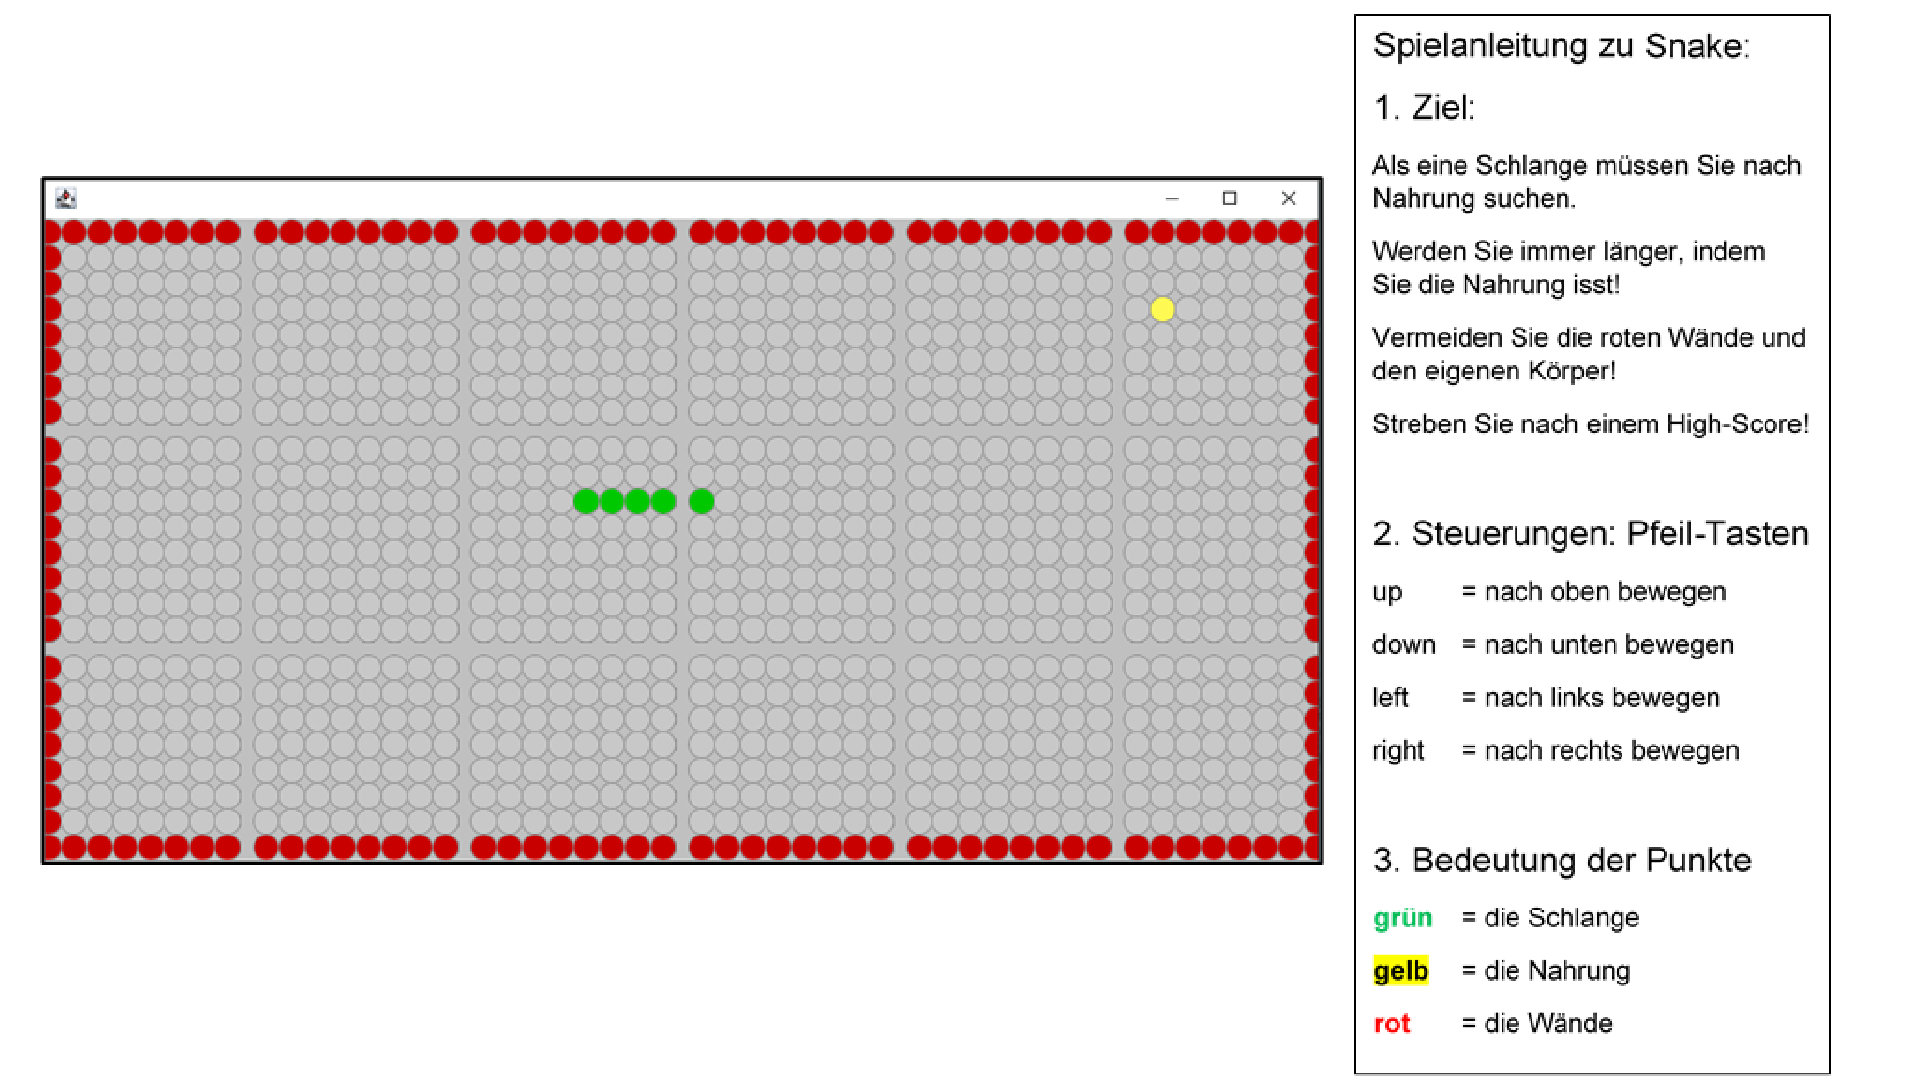 Spielanleitung zu Snake:
1. Ziel:
Als eine Schlange müssen Sie nach
Nahrung suchen.
Werden Sie immer länger, indem
Sie die Nahrung isst!
Vermeiden Sie die roten Wände und
den eigenen Körper!
Streben Sie nach einem High-Score!
2. Steuerungen: Pfeil-Tasten
up = nach oben bewegen
down = nach unten bewegen
left = nach links bewegen
right = nach rechts bewegen
3. Bedeutung der Punkte
grün = die Schlange
gelb = die Nahrung
rot = die Wände